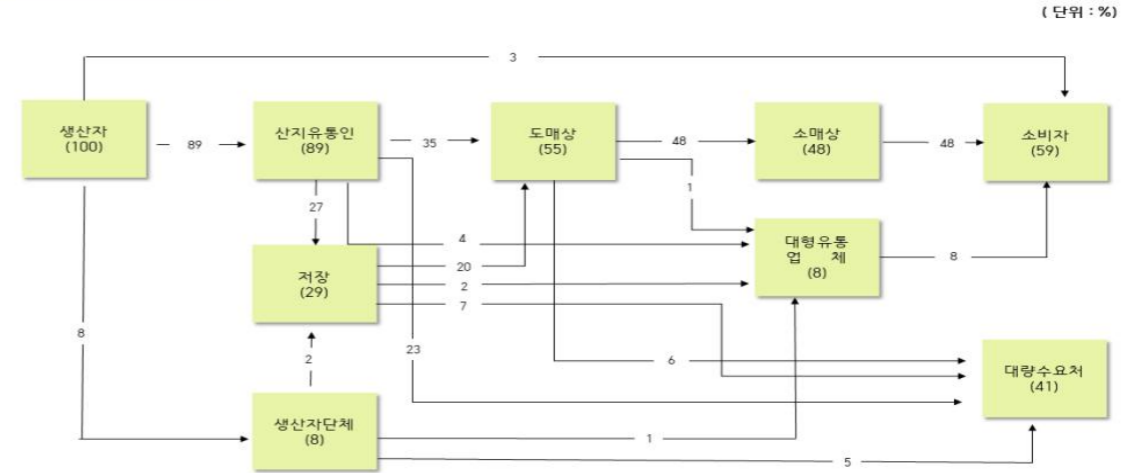 ( 단위 : %)
3
생산자
(100)
89
산지유통인
(89)
35
도매상
(55)
48
소매상
(48)
48
소비자
(59)
1
27
4
대형유통
업 체
(8)
8
저장
(29)
20
2
7
8
2
23
6
대량수요처
(41)
생산자단체
(8)
1
5